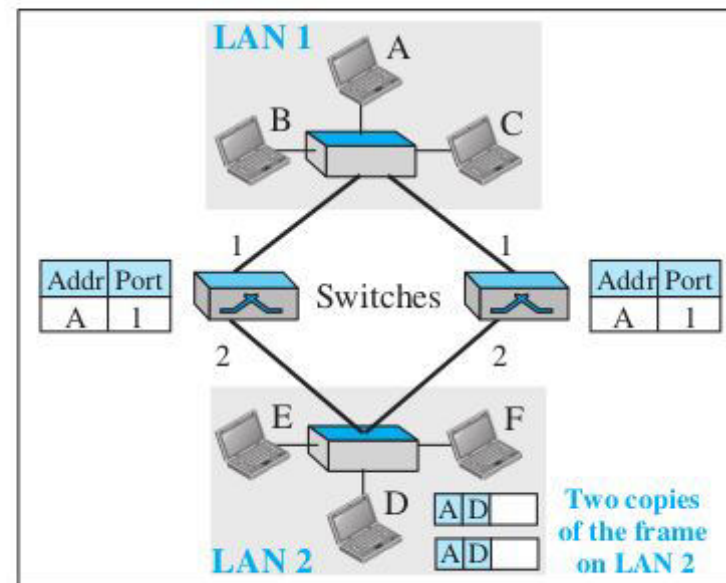 LAN 1
A
B
C
1
1
Addr Port
A 1
Switches
Addr Port
A 1
2
2
E
F
D
A D
A D
Two copies
of the frame
on LAN 2
LAN 2